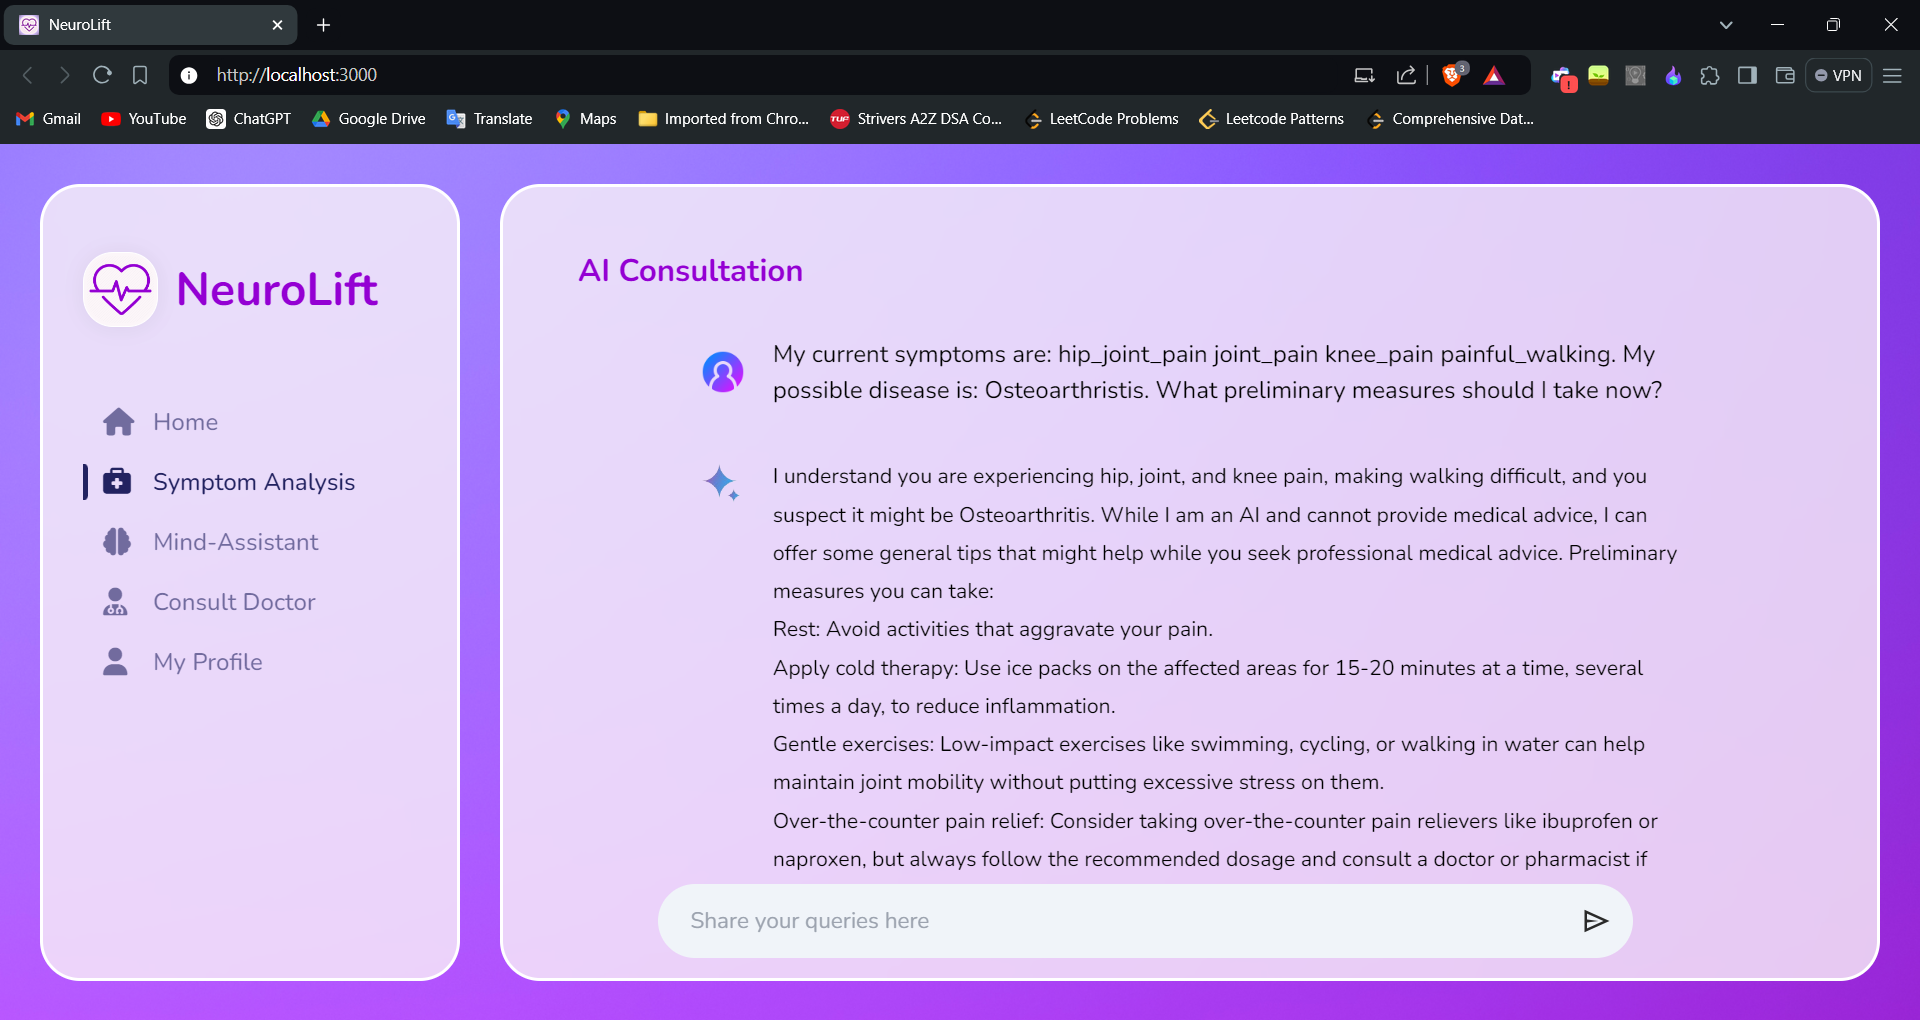 NeuroLift
http://localhost:3000
3
VPN
Gmail
YouTube
ChatGPT
Google Drive
Translate
Maps
Imported from Chro...
TUF
Strivers A2Z DSA Co...
LeetCode Problems
Leetcode Patterns
Comprehensive Dat...
NeuroLift
Home
Symptom Analysis
Mind-Assistant
Consult Doctor
My Profile
AI Consultation
My current symptoms are: hip_joint_pain joint_pain knee_pain painful_walking. My
possible disease is: Osteoarthristis. What preliminary measures should I take now?
I understand you are experiencing hip, joint, and knee pain, making walking difficult, and you
suspect it might be Osteoarthritis. While I am an AI and cannot provide medical advice, I can
offer some general tips that might help while you seek professional medical advice. Preliminary
measures you can take:
Rest: Avoid activities that aggravate your pain.
Apply cold therapy: Use ice packs on the affected areas for 15-20 minutes at a time, several
times a day, to reduce inflammation.
Gentle exercises: Low-impact exercises like swimming, cycling, or walking in water can help
maintain joint mobility without putting excessive stress on them.
Over-the-counter pain relief: Consider taking over-the-counter pain relievers like ibuprofen or
naproxen, but always follow the recommended dosage and consult a doctor or pharmacist if
Share your queries here